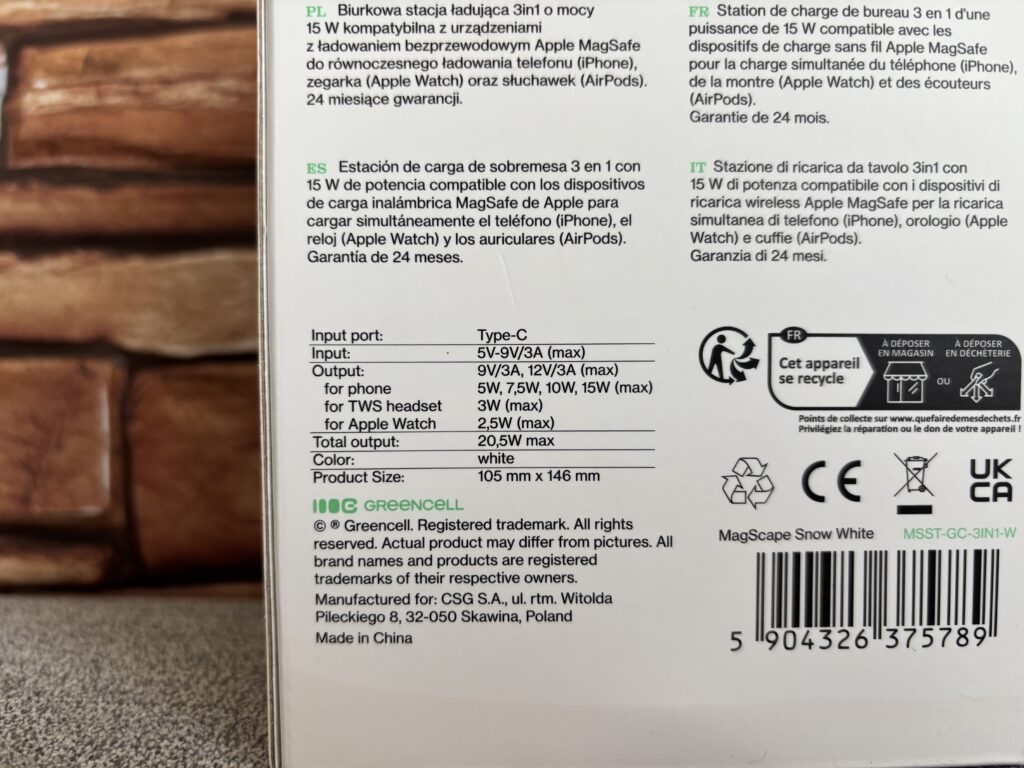 PL Biurkowa stacja ładująca 3in1 o mocy
15 W kompatybilna z urządzeniami
z ładowaniem bezprzewodowym Apple MagSafe
do równoczesnego ładowania telefonu (iPhone),
zegarka (Apple Watch) oraz słuchawek (AirPods).
24 miesiące gwarancji.
FR Station de charge de bureau 3 en 1 d'une
puissance de 15 W compatible avec les
dispositifs de charge sans fil Apple MagSafe
pour la charge simultanée du téléphone (iPhone),
de la montre (Apple Watch) et des écouteurs
(AirPods).
Garantie de 24 mois.
ES Estación de carga de sobremesa 3 en 1 con
15 W de potencia compatible con los dispositivos
de carga inalámbrica MagSafe de Apple para
cargar simultáneamente el teléfono (iPhone), el
reloj (Apple Watch) y los auriculares (AirPods).
Garantía de 24 meses.
IT Stazione di ricarica da tavolo 3in1 con
15 W di potenza compatibile con i dispositivi di
ricarica wireless Apple MagSafe per la ricarica
simultanea di telefono (iPhone), orologio (Apple
Watch) e cuffie (AirPods).
Garanzia di 24 mesi.
Input port: Type-C
Input: 5V-9V/3A (max)
Output: 9V/3A, 12V/3A (max)
for phone 5W, 7,5W, 10W, 15W (max)
for TWS headset 3W (max)
for Apple Watch 2,5W (max)
Total output: 20,5W max
Color: white
Product Size: 105 mm x 146 mm
GREENCELL
© ® Greencell. Registered trademark. All rights
reserved. Actual product may differ from pictures. All
brand names and products are registered
trademarks of their respective owners.
Manufactured for: CSG S.A., ul. rtm. Witolda
Pileckiego 8, 32-050 Skawina, Poland
Made in China
FR
Cet appareil
se recycle
À DÉPOSER
EN MAGASIN
OU
À DÉPOSER
EN DÉCHÈTERIE
Points de collecte sur www.quefairedemesdechets.fr
Privilégiez la réparation ou le don de votre appareil !
CE
UK
CA
MagScape Snow White MSST-GC-3IN1-W
5 904326 375789